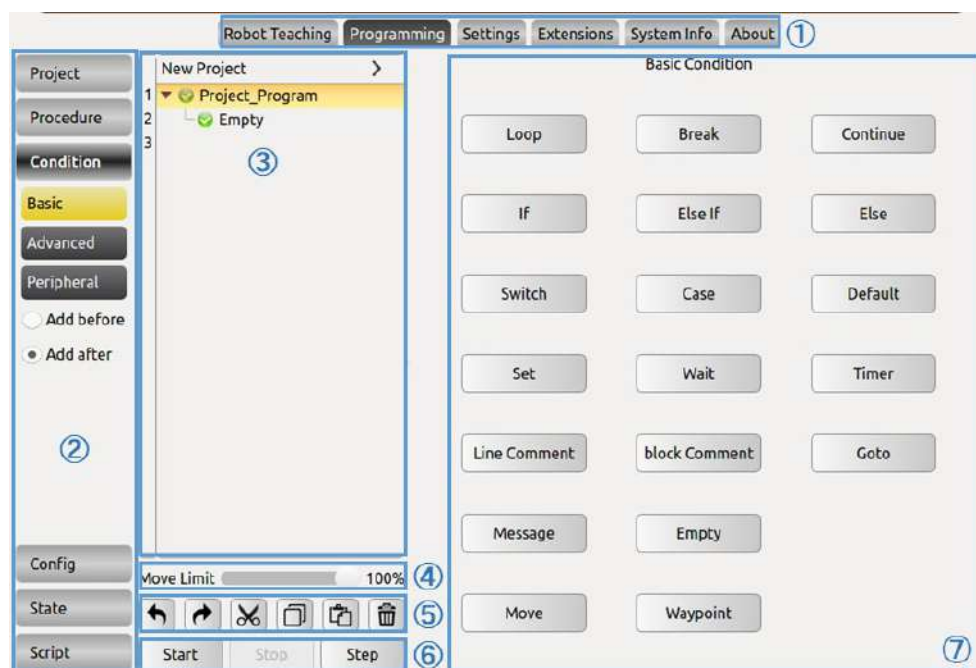 Robot Teaching Programming Settings Extensions System Info About ①
Project
Procedure
Condition
Basic
Advanced
Peripheral
Add before
Add after
②
Config
State
Script
New Project >
1 Project_Program
2 Empty
3
③
Move Limit 100% ④
⑤
Start Stop Step ⑥
Basic Condition
Loop Break Continue
If Else If Else
Switch Case Default
Set Wait Timer
Line Comment block Comment Goto
Message Empty
Move Waypoint
⑦